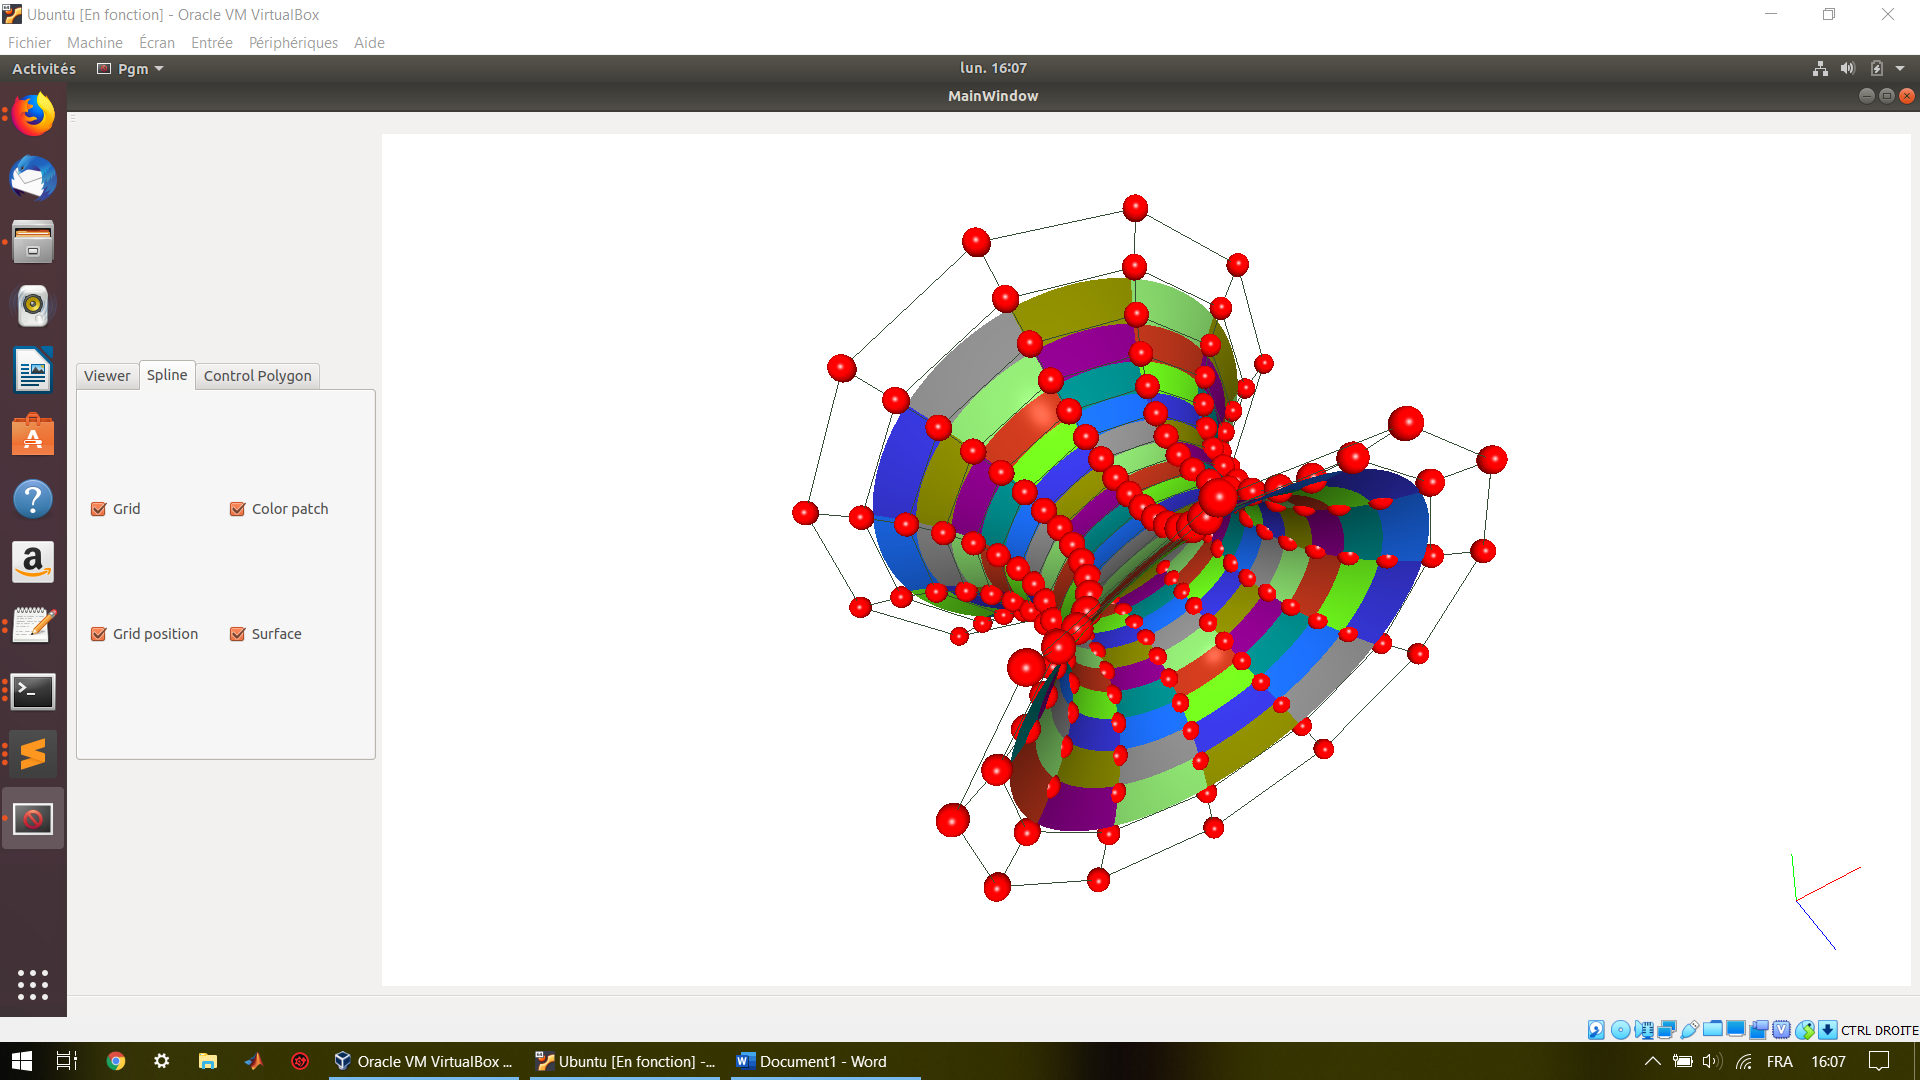 Ubuntu [En fonction] - Oracle VM VirtualBox
Fichier Machine Écran Entrée Périphériques Aide
Activités Pgm lun. 16:07
MainWindow
Viewer Spline Control Polygon
Grid Color patch
Grid position Surface
CTRL DROITE
Oracle VM VirtualBox ... Ubuntu [En fonction] -... Document1 - Word FRA 16:07